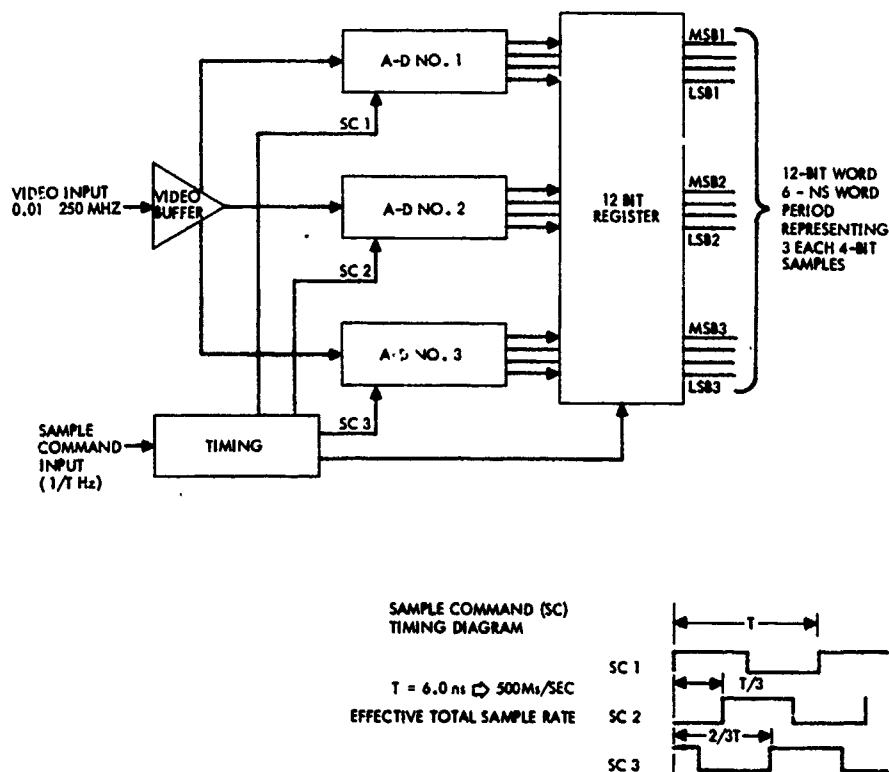 A-D NO. 1
SC 1
MSB1
LSB1
VIDEO INPUT
0.01 250 MHZ
VIDEO
BUFFER
A-D NO. 2
SC 2
12 BIT
REGISTER
MSB2
LSB2
12-BIT WORD
6 - NS WORD
PERIOD
REPRESENTING
3 EACH 4-BIT
SAMPLES
A-D NO. 3
SC 3
MSB3
LSB3
SAMPLE
COMMAND
INPUT
(1/T Hz)
TIMING
SAMPLE COMMAND (SC)
TIMING DIAGRAM
T
SC 1
T = 6.0 ns ⇨ 500Ms/SEC
T/3
EFFECTIVE TOTAL SAMPLE RATE
SC 2
2/3T
SC 3